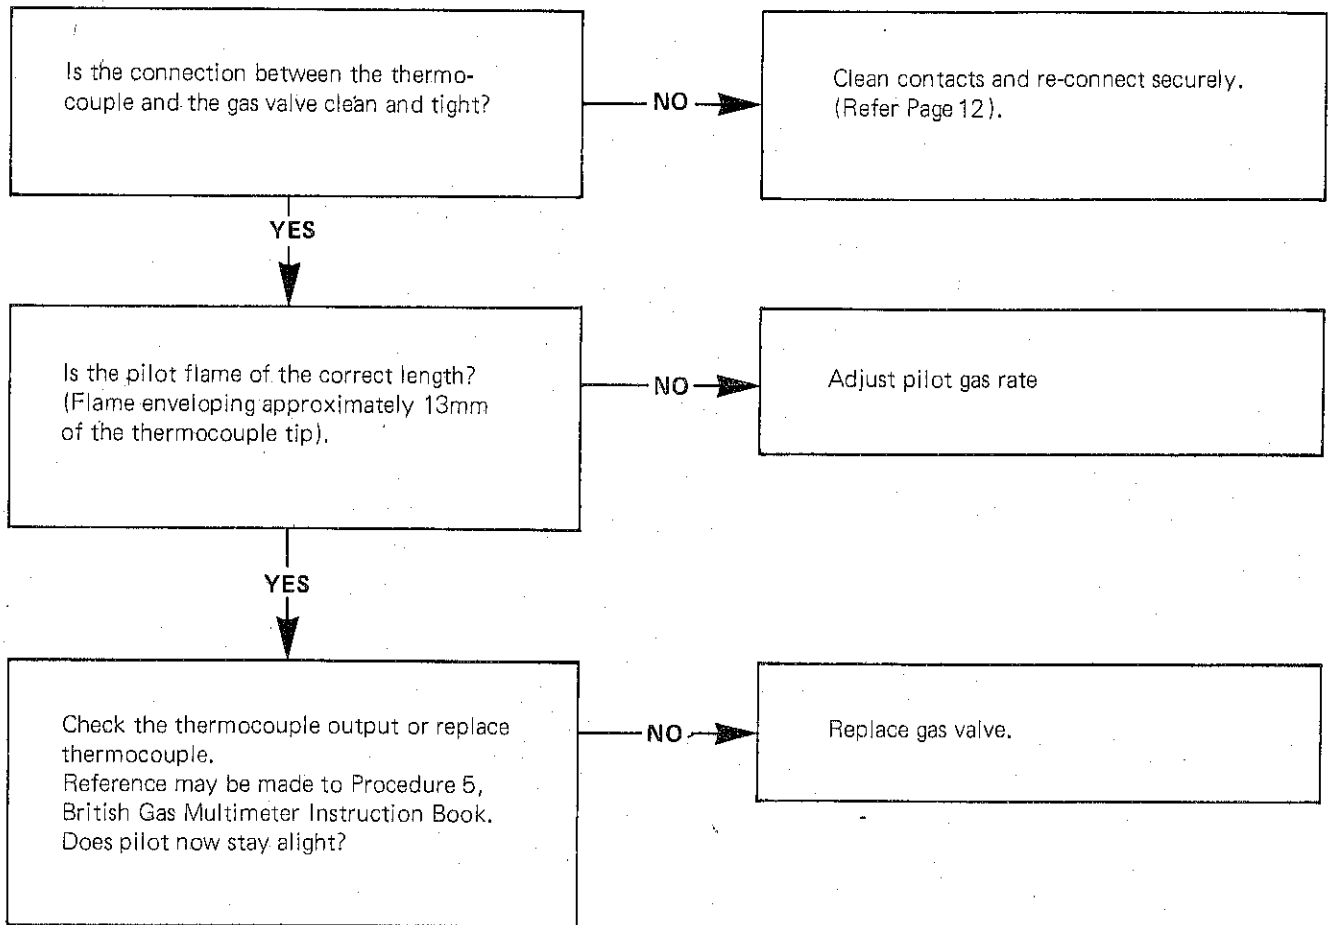 Is the connection between the thermo-
couple and the gas valve clean and tight?
NO
Clean contacts and re-connect securely.
(Refer Page 12).
YES
Is the pilot flame of the correct length?
(Flame enveloping approximately 13mm
of the thermocouple tip).
NO
Adjust pilot gas rate
YES
Check the thermocouple output or replace
thermocouple.
Reference may be made to Procedure 5,
British Gas Multimeter Instruction Book.
Does pilot now stay alight?
NO
Replace gas valve.